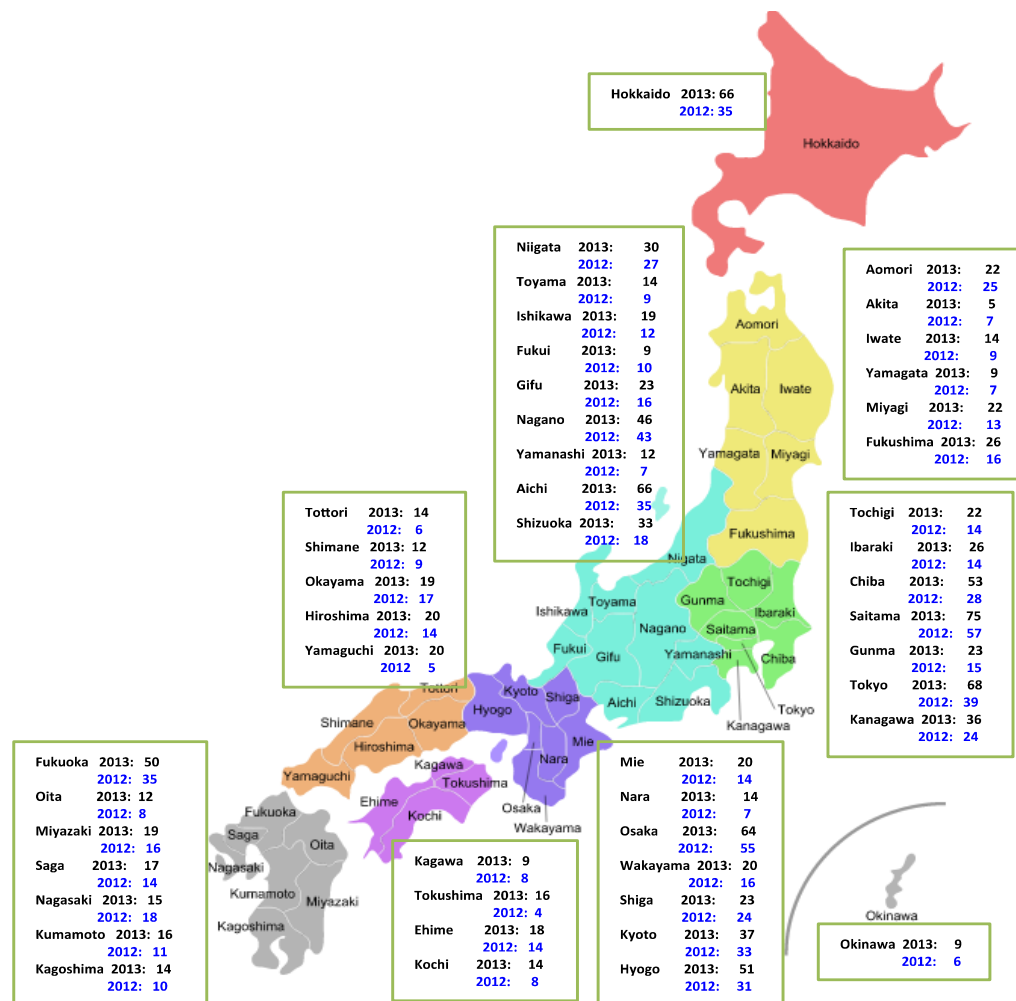 Hokkaido 2013: 66
2012: 35
Hokkaido
Niigata 2013: 30
2012: 27
Toyama 2013: 14
2012: 9
Ishikawa 2013: 19
2012: 12
Fukui 2013: 9
2012: 10
Gifu 2013: 23
2012: 16
Nagano 2013: 46
2012: 43
Yamanashi 2013: 12
2012: 7
Aichi 2013: 66
2012: 35
Shizuoka 2013: 33
2012: 18
Aomori 2013: 22
2012: 25
Akita 2013: 5
2012: 7
Iwate 2013: 14
2012: 9
Yamagata 2013: 9
2012: 7
Miyagi 2013: 22
2012: 13
Fukushima 2013: 26
2012: 16
Aomori
Akita
Iwate
Yamagata
Miyagi
Fukushima
Tottori 2013: 14
2012: 6
Shimane 2013: 12
2012: 9
Okayama 2013: 19
2012: 17
Hiroshima 2013: 20
2012: 14
Yamaguchi 2013: 20
2012 5
Tochigi 2013: 22
2012: 14
Ibaraki 2013: 26
2012: 14
Chiba 2013: 53
2012: 28
Saitama 2013: 75
2012: 57
Gunma 2013: 23
2012: 15
Tokyo 2013: 68
2012: 39
Kanagawa 2013: 36
2012: 24
Nigata
Tochigi
Gunma
Toyama
Ishikawa
Ibaraki
Nagano
Saitama
Fukui
Gifu
Yamanashi
Chiba
Tottori
Kyoto
Shiga
Hyogo
Aichi
Shizuoka
Tokyo
Kanagawa
Shimane
Okayama
Hiroshima
Mie
Nara
Kagawa
Yamaguchi
Tokushima
Ehime
Kochi
Osaka
Wakayama
Fukuoka
Saga
Oita
Nagasaki
Kumamoto
Miyazaki
Kagoshima
Fukuoka 2013: 50
2012: 35
Oita 2013: 12
2012: 8
Miyazaki 2013: 19
2012: 16
Saga 2013: 17
2012: 14
Nagasaki 2013: 15
2012: 18
Kumamoto 2013: 16
2012: 11
Kagoshima 2013: 14
2012: 10
Kagawa 2013: 9
2012: 8
Tokushima 2013: 16
2012: 4
Ehime 2013: 18
2012: 14
Kochi 2013: 14
2012: 8
Mie 2013: 20
2012: 14
Nara 2013: 14
2012: 7
Osaka 2013: 64
2012: 55
Wakayama 2013: 20
2012: 16
Shiga 2013: 23
2012: 24
Kyoto 2013: 37
2012: 33
Hyogo 2013: 51
2012: 31
Okinawa
Okinawa 2013: 9
2012: 6